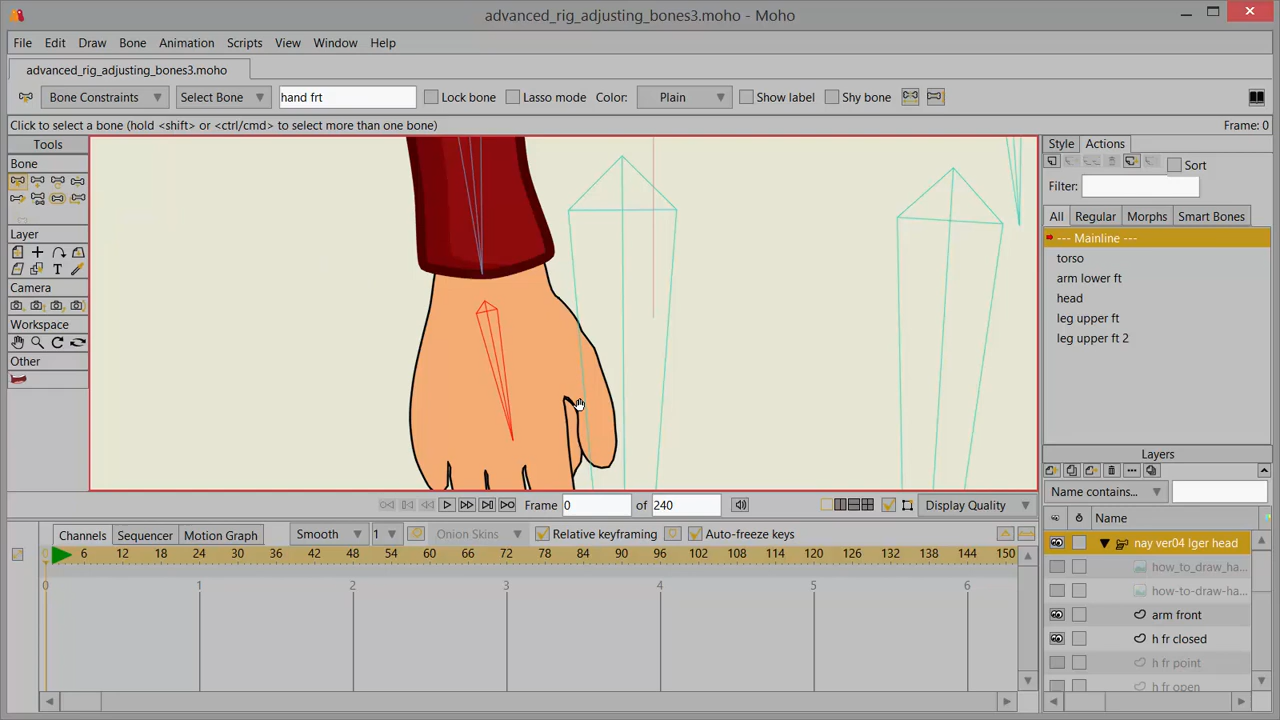 advanced_rig_adjusting_bones3.moho - Moho
File Edit Draw Bone Animation Scripts View Window Help
advanced_rig_adjusting_bones3.moho
Bone Constraints Select Bone hand frt Lock bone Lasso mode Color: Plain Show label Shy bone
Click to select a bone (hold <shift> or <ctrl/cmd> to select more than one bone) Frame: 0
Tools
Bone
Layer
Camera
Workspace
Other
Style Actions
Sort
Filter:
All Regular Morphs Smart Bones
--- Mainline ---
torso
arm lower ft
head
leg upper ft
leg upper ft 2
Layers
Name contains...
Name
nay ver04 lger head
how_to_draw_ha...
how-to-draw-ha...
arm front
h fr closed
h fr point
h fr open
Frame 0 of 240 Display Quality
Channels Sequencer Motion Graph Smooth 1 Onion Skins Relative keyframing Auto-freeze keys
0 6 12 18 24 30 36 42 48 54 60 66 72 78 84 90 96 102 108 114 120 126 132 138 144 150
0 1 2 3 4 5 6